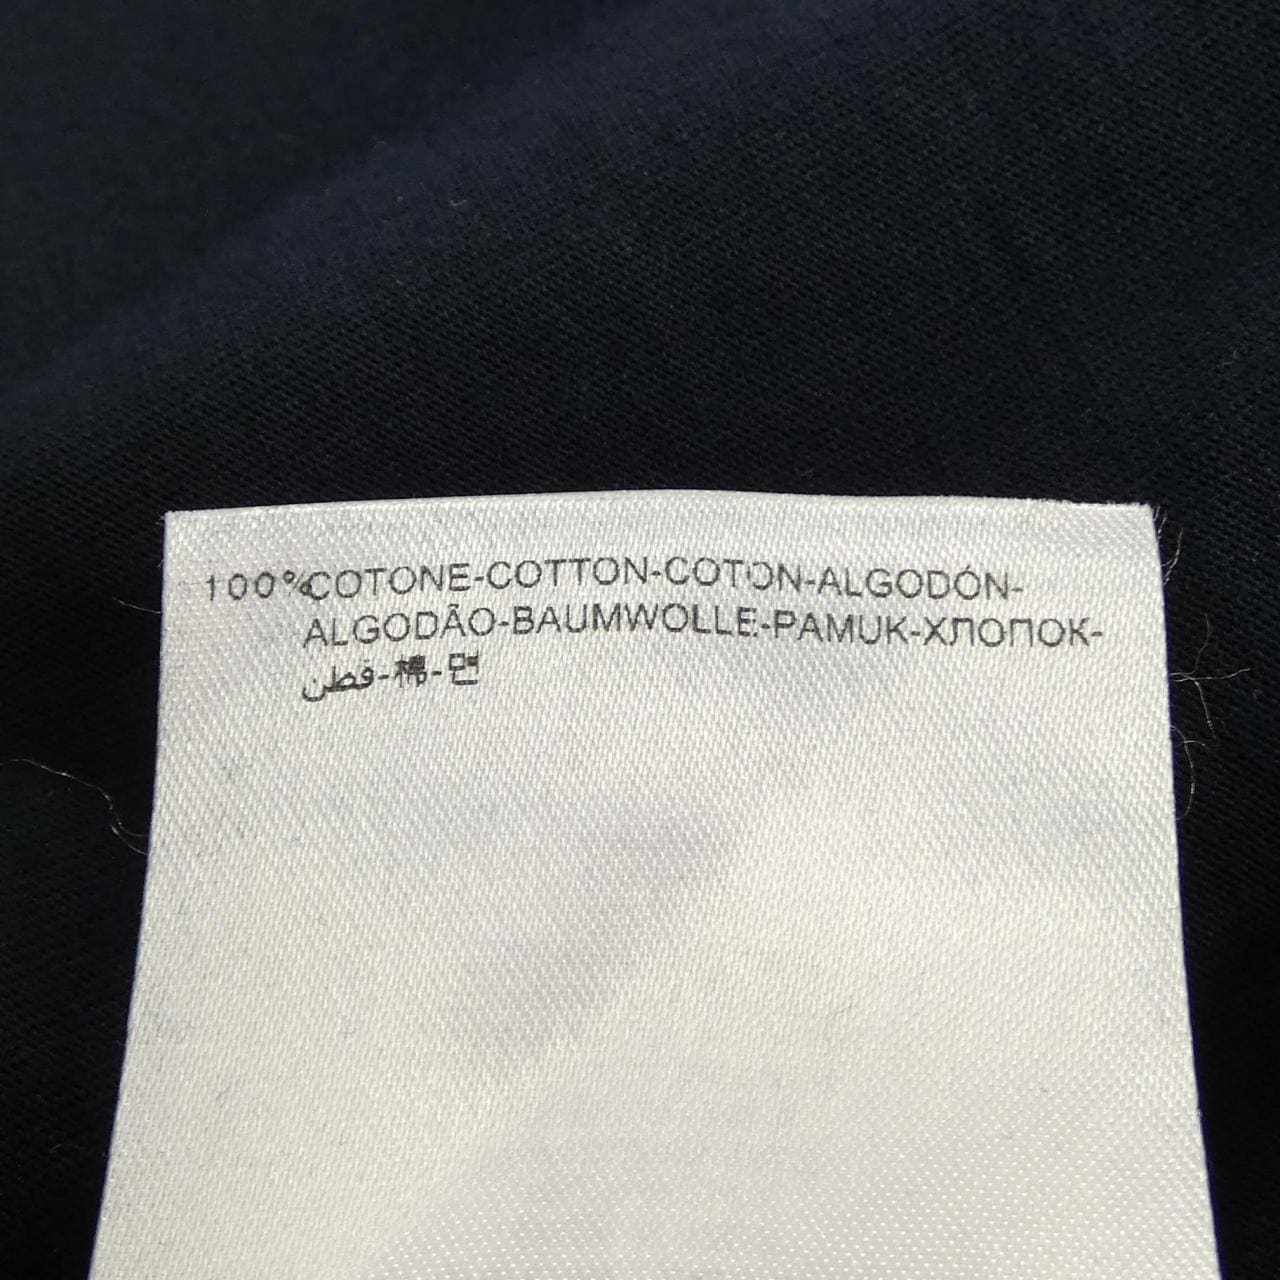 100%COTONE-COTTON-COTON-ALGODÓN-
ALGODÃO-BAUMWOLLE-PAMUK-ХЛОПОК-
قطن-棉-면